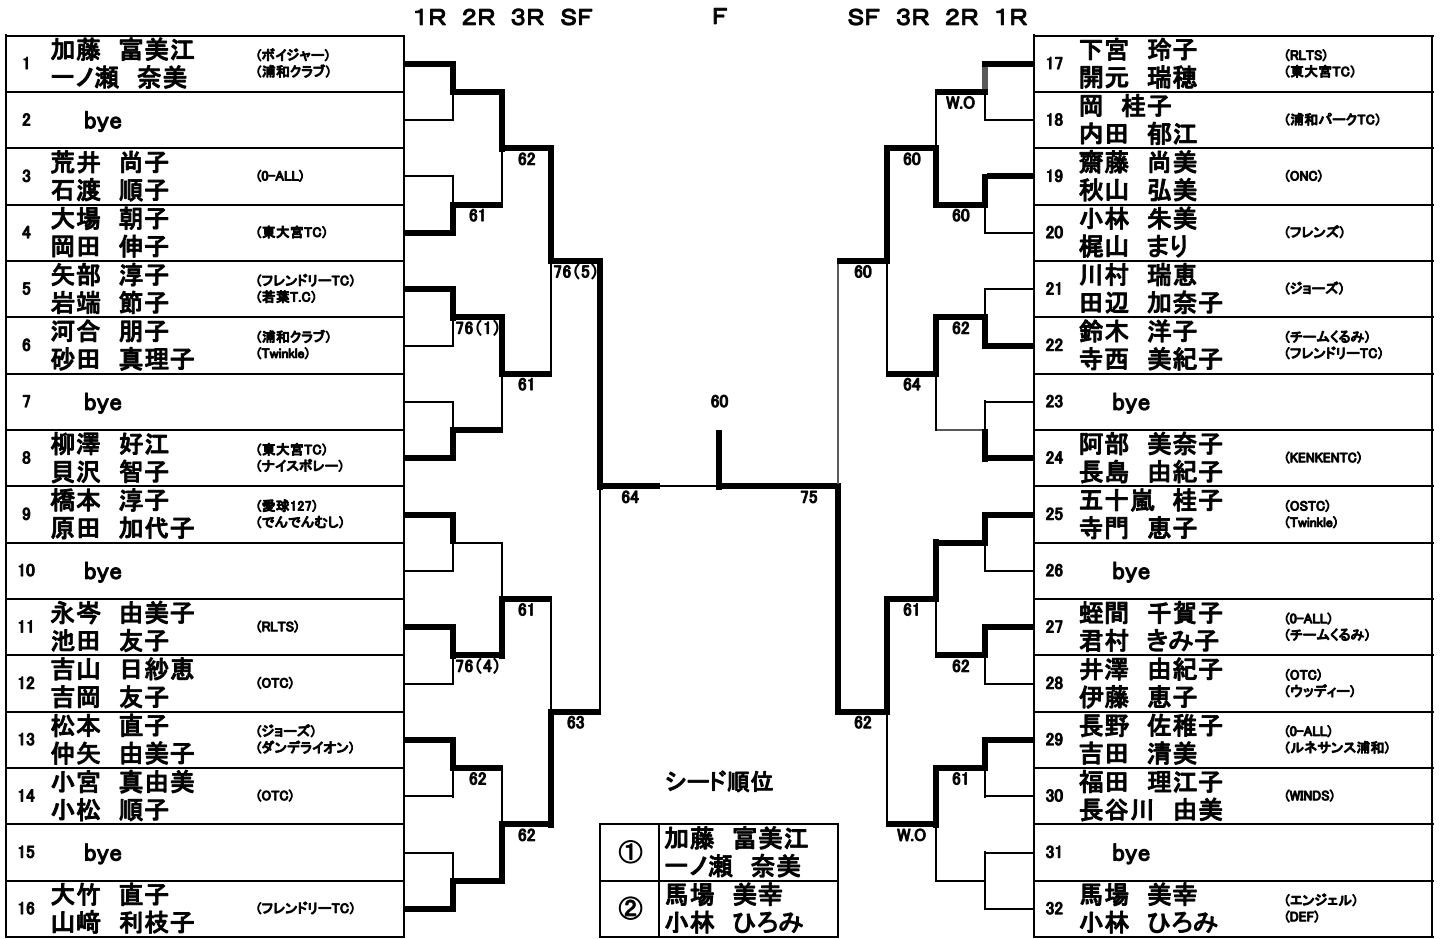 1R 2R 3R SF F SF 3R 2R 1R
1 加藤 富美江 (ボイジャー)
一ノ瀬 奈美 (浦和クラブ)
2 bye
3 荒井 尚子 (0-ALL)
石渡 順子
4 大場 朝子 (東大宮TC)
岡田 伸子
5 矢部 淳子 (フレンドリーTC)
岩端 節子 (若葉T.C)
6 河合 朋子 (浦和クラブ)
砂田 真理子 (Twinkle)
7 bye
8 柳澤 好江 (東大宮TC)
貝沢 智子 (ナイスボレー)
9 橋本 淳子 (愛球127)
原田 加代子 (でんでんむし)
10 bye
11 永岑 由美子 (RLTS)
池田 友子
12 吉山 日紗恵 (OTC)
吉岡 友子
13 松本 直子 (ジョーズ)
仲矢 由美子 (ダンデライオン)
14 小宮 真由美 (OTC)
小松 順子
15 bye
16 大竹 直子 (フレンドリーTC)
山﨑 利枝子
61
76(1)
76(4)
62
62
61
61
62
76(5)
63
64
60
75
60
62
60
64
61
W.O
W.O
60
62
62
61
17 下宮 玲子 (RLTS)
開元 瑞穂 (東大宮TC)
18 岡 桂子 (浦和パークTC)
内田 郁江
19 齋藤 尚美 (ONC)
秋山 弘美
20 小林 朱美 (フレンズ)
梶山 まり
21 川村 瑞恵 (ジョーズ)
田辺 加奈子
22 鈴木 洋子 (チームくるみ)
寺西 美紀子 (フレンドリーTC)
23 bye
24 阿部 美奈子 (KENKENTC)
長島 由紀子
25 五十嵐 桂子 (OSTC)
寺門 恵子 (Twinkle)
26 bye
27 蛭間 千賀子 (0-ALL)
君村 きみ子 (チームくるみ)
28 井澤 由紀子 (OTC)
伊藤 恵子 (ウッディー)
29 長野 佐稚子 (0-ALL)
吉田 清美 (ルネサンス浦和)
30 福田 理江子 (WINDS)
長谷川 由美
31 bye
32 馬場 美幸 (エンジェル)
小林 ひろみ (DEF)
シード順位
① 加藤 富美江
一ノ瀬 奈美
② 馬場 美幸
小林 ひろみ